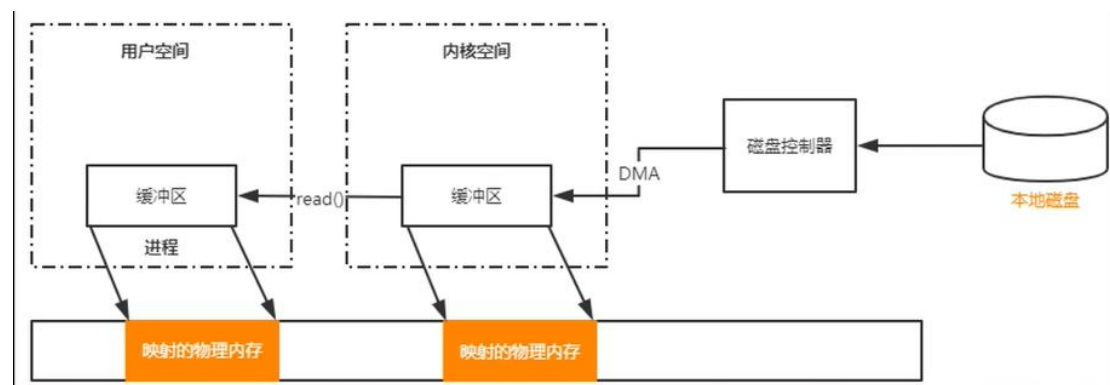 用户空间
内核空间
磁盘控制器
DMA
缓冲区
read()
缓冲区
本地磁盘
进程
映射的物理内存
映射的物理内存